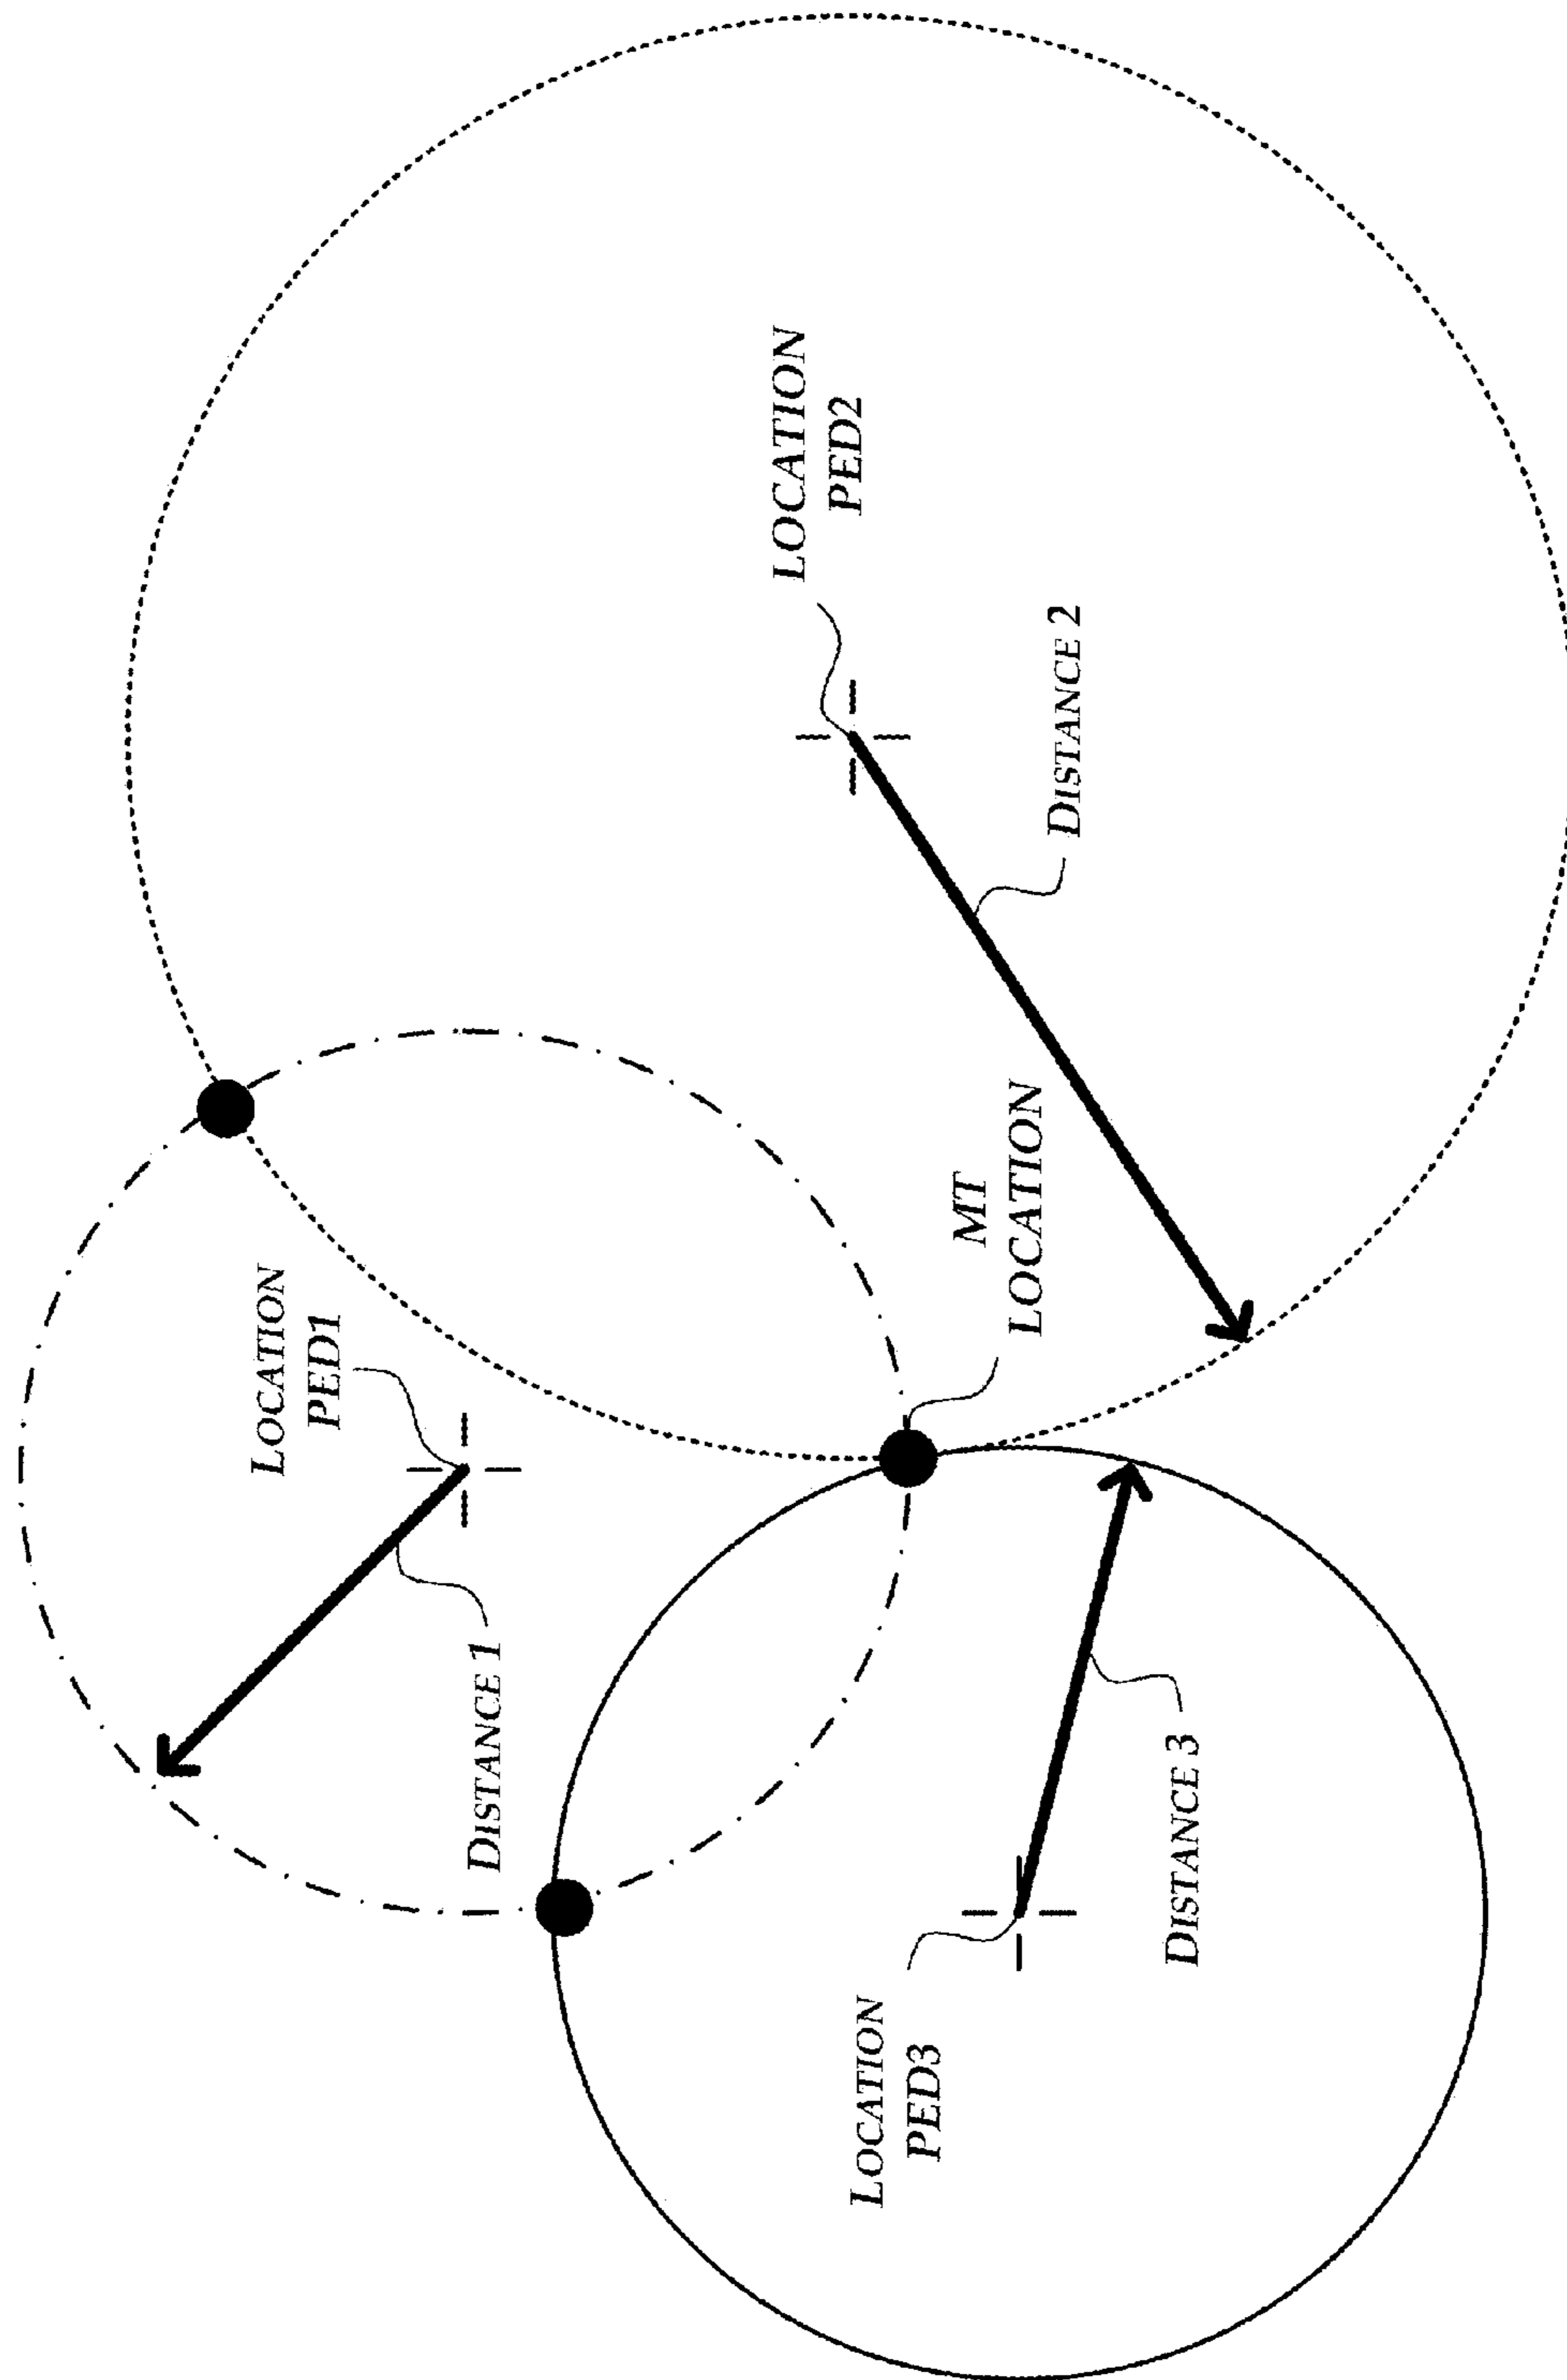 LOCATION
PED1
DISTANCE 1
LOCATION
PED3
DISTANCE 3
MT
LOCATION
LOCATION
PED2
DISTANCE 2